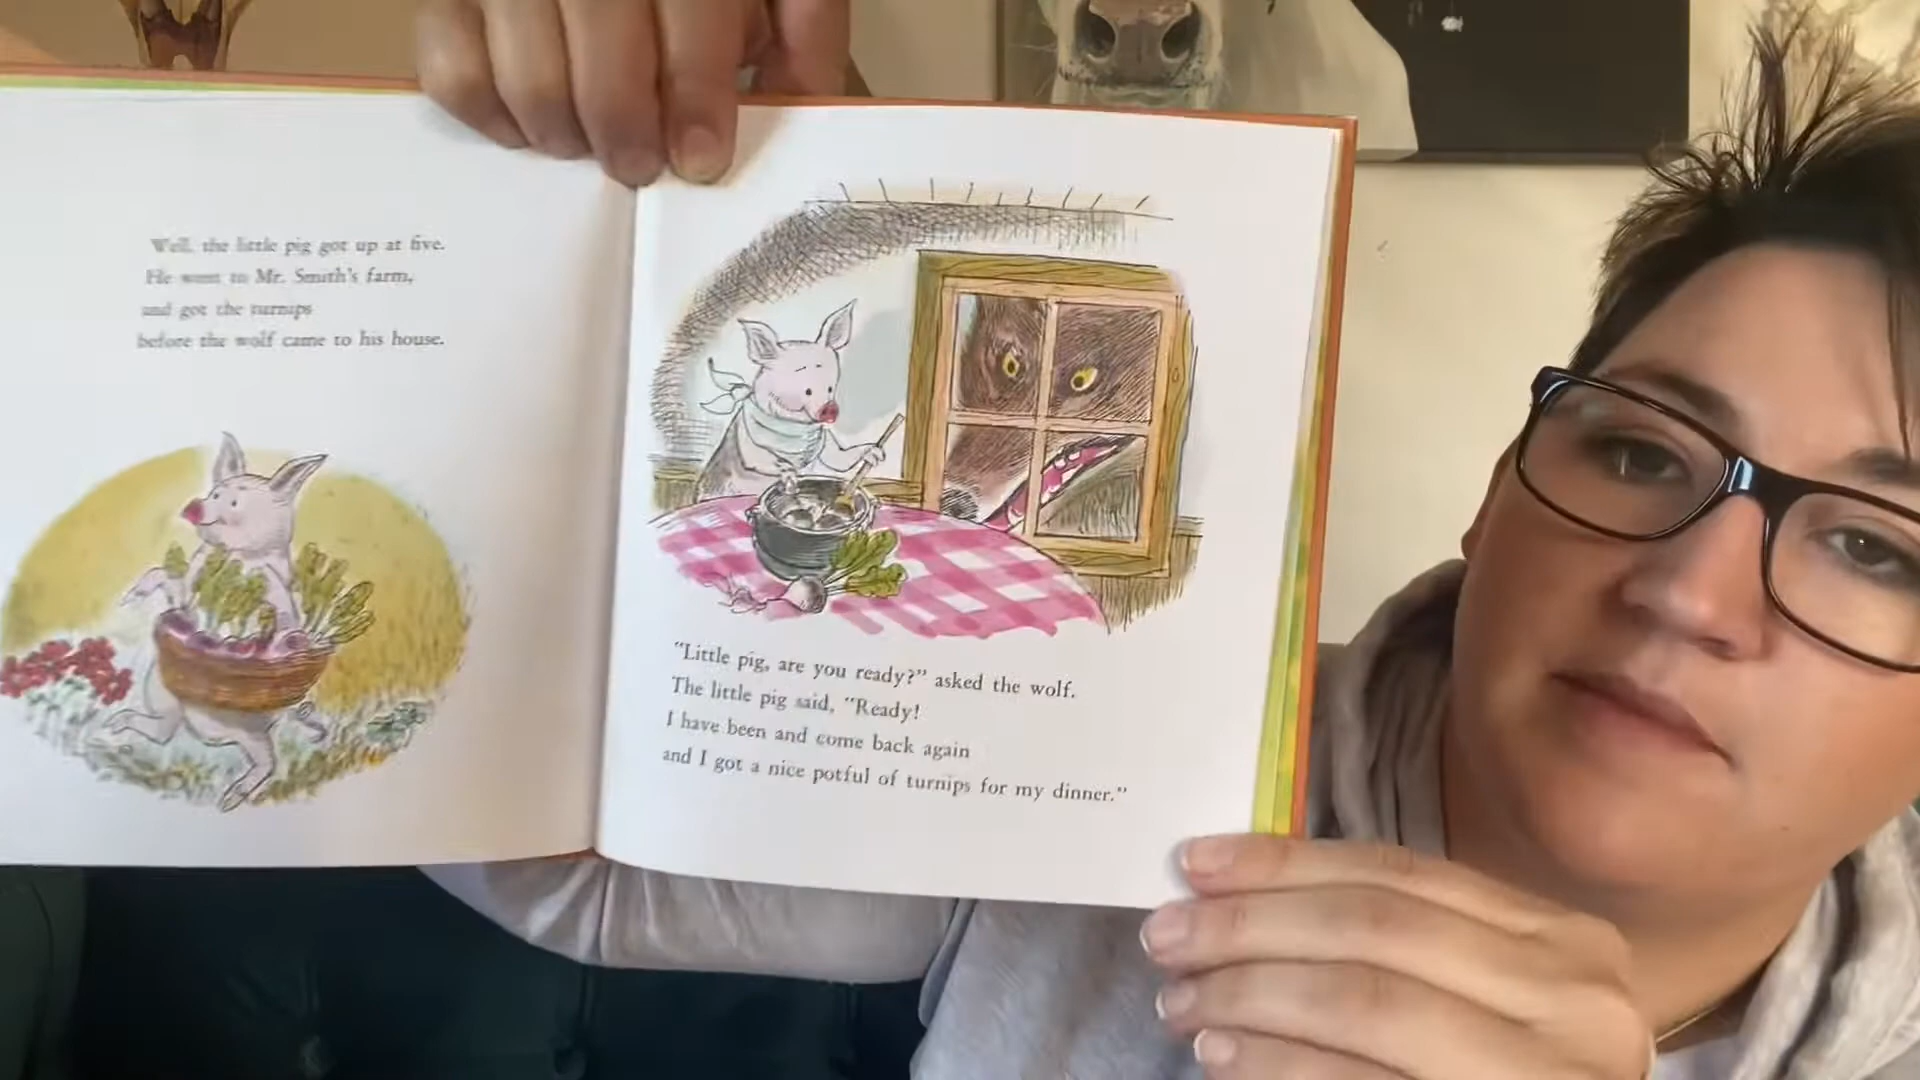 Well, the little pig got up at five.
He went to Mr. Smith's farm,
and got the turnips
before the wolf came to his house.
"Little pig, are you ready?" asked the wolf.
The little pig said, "Ready!
I have been and come back again
and I got a nice potful of turnips for my dinner."